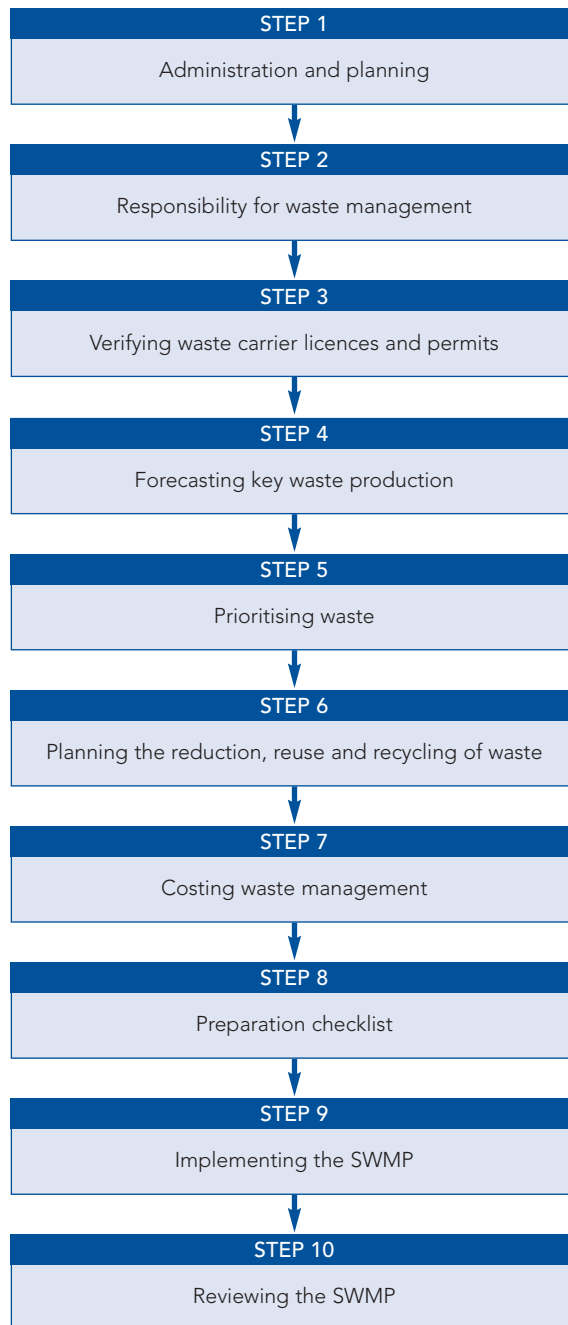 STEP 1
Administration and planning
STEP 2
Responsibility for waste management
STEP 3
Verifying waste carrier licences and permits
STEP 4
Forecasting key waste production
STEP 5
Prioritising waste
STEP 6
Planning the reduction, reuse and recycling of waste
STEP 7
Costing waste management
STEP 8
Preparation checklist
STEP 9
Implementing the SWMP
STEP 10
Reviewing the SWMP